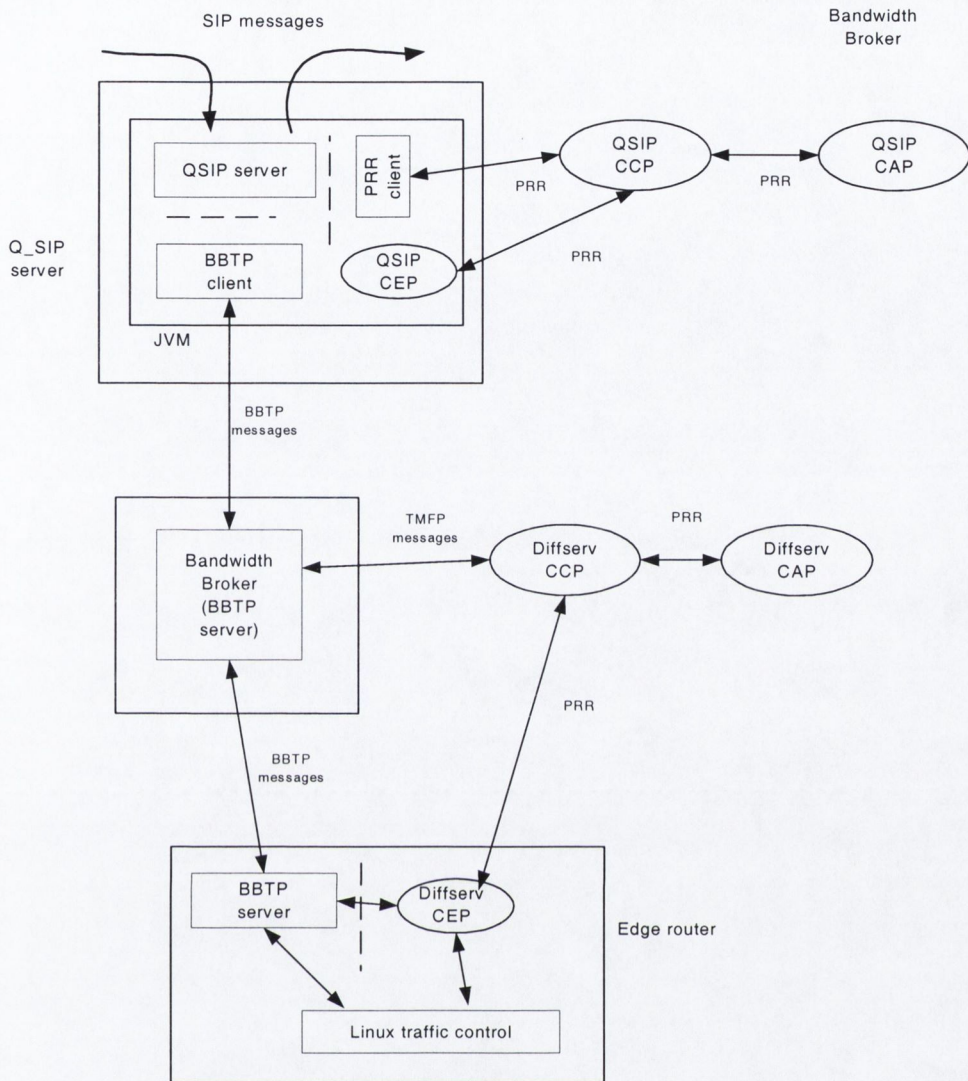 SIP messages
Bandwidth
Broker
QSIP server
PRR
client
QSIP
CCP
QSIP
CAP
PRR
PRR
PRR
Q_SIP
server
BBTP
client
QSIP
CEP
JVM
BBTP
messages
Bandwidth
Broker
(BBTP
server)
TMFP
messages
Diffserv
CCP
PRR
Diffserv
CAP
PRR
BBTP
messages
BBTP
server
Diffserv
CEP
Edge router
Linux traffic control